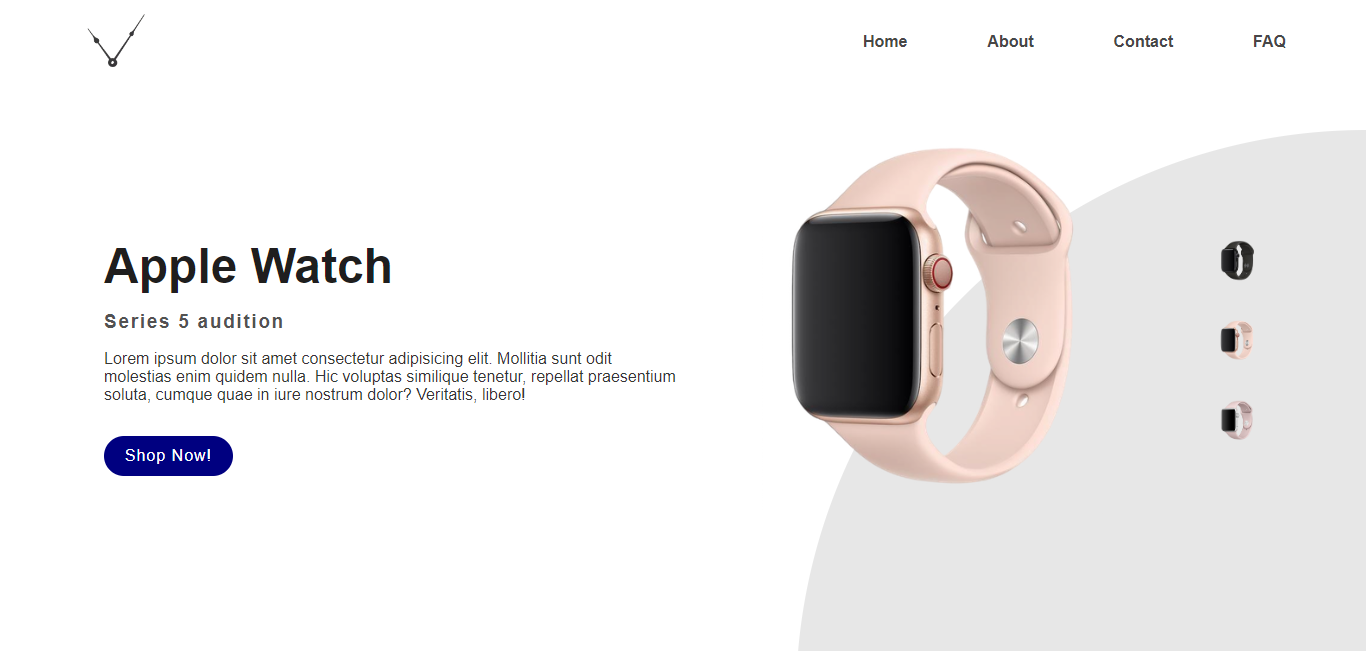 Home About Contact FAQ
Apple Watch
Series 5 audition
Lorem ipsum dolor sit amet consectetur adipisicing elit. Mollitia sunt odit
molestias enim quidem nulla. Hic voluptas similique tenetur, repellat praesentium
soluta, cumque quae in iure nostrum dolor? Veritatis, libero!
Shop Now!